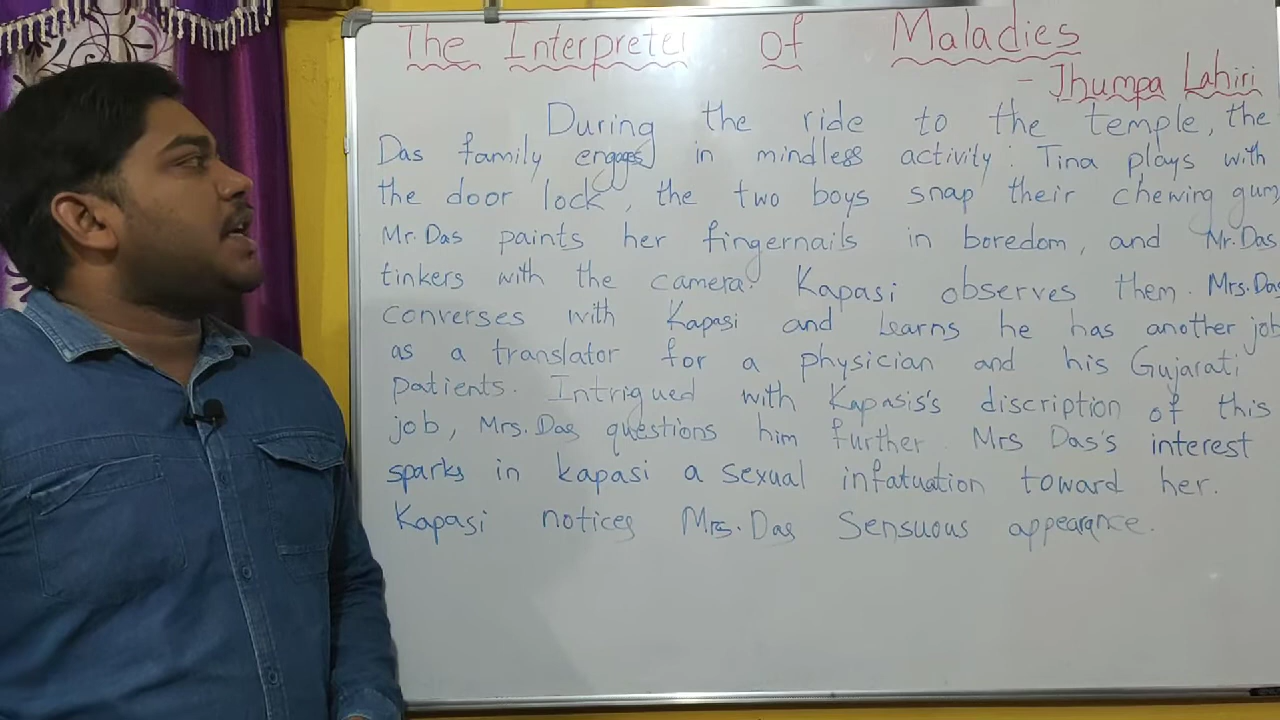 The Interpreter of Maladies
- Jhumpa Lahiri
During the ride to the temple, the
Das family engages in mindless activity: Tina plays with
the door lock, the two boys snap their chewing gum,
Mr. Das paints her fingernails in boredom, and Mr. Das
tinkers with the camera. Kapasi observes them. Mrs. Das
converses with Kapasi and learns he has another job
as a translator for a physician and his Gujarati
patients. Intrigued with Kapasis's discription of this
job, Mrs. Das questions him further. Mrs Das's interest
sparks in kapasi a sexual infatuation toward her.
Kapasi notices Mrs. Das Sensuous appearance.